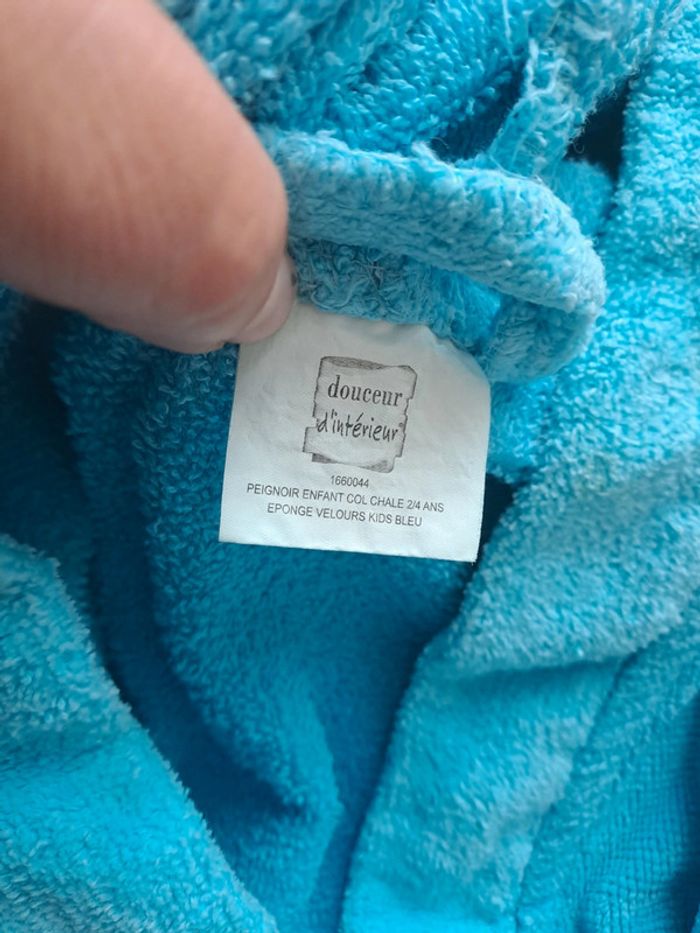 douceur
d'intérieur
1660044
PEIGNOIR ENFANT COL CHALE 2/4 ANS
EPONGE VELOURS KIDS BLEU